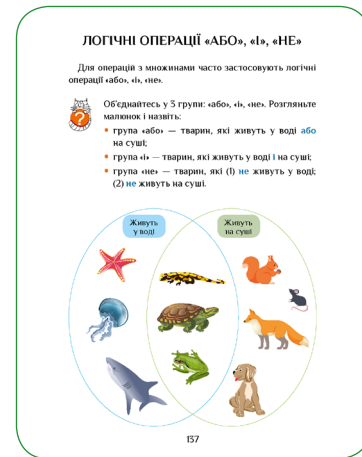 ЛОГІЧНІ ОПЕРАЦІЇ «АБО», «І», «НЕ»
Для операцій з множинами часто застосовують логічні
операції «або», «і», «не».
?
Об'єднайтесь у 3 групи: «або», «і», «не». Розгляньте
малюнок і назвіть:
• група «або» — тварин, які живуть у воді або
на суші;
• група «і» — тварин, які живуть у воді і на суші;
• група «не» — тварин, які (1) не живуть у воді;
(2) не живуть на суші.
Живуть
у воді
Живуть
на суші
137